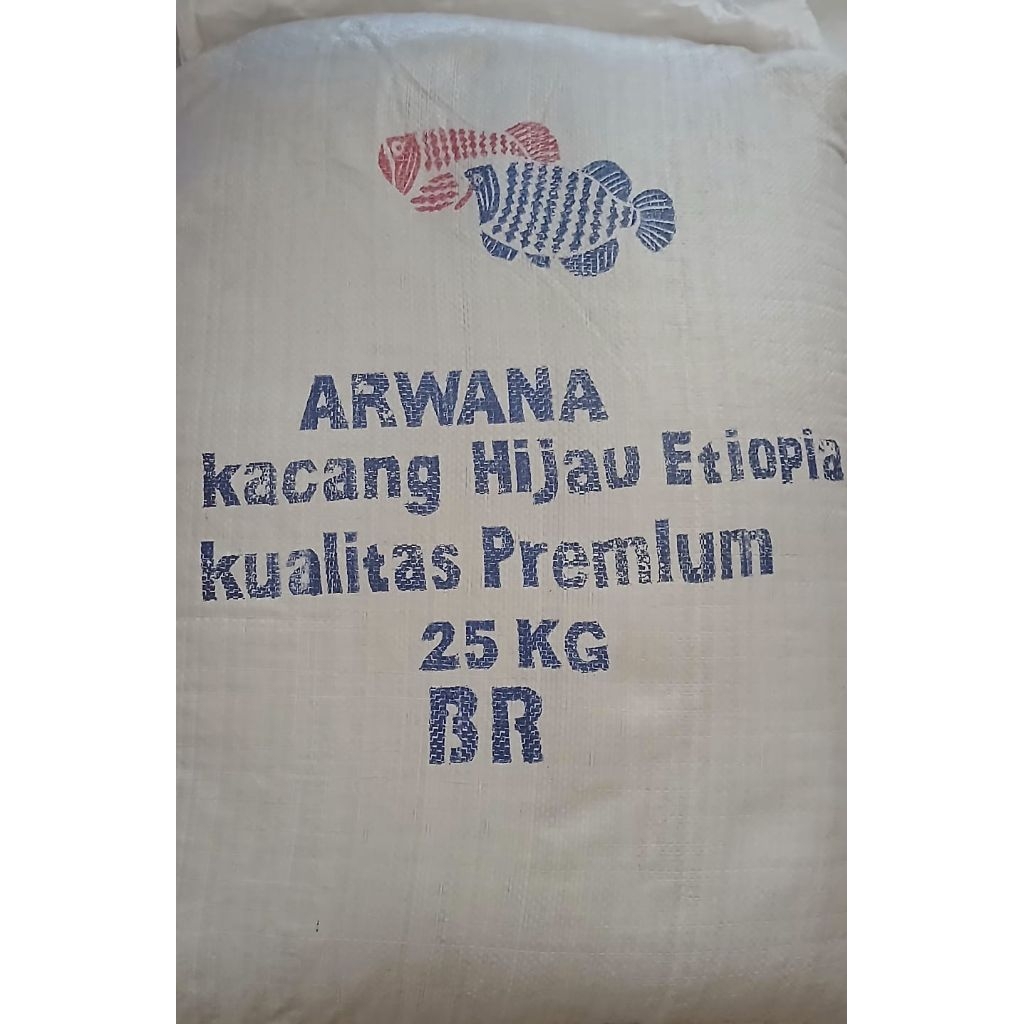 ARWANA
kacang Hijau Etiopia
kualitas Premlum
25 KG
BR